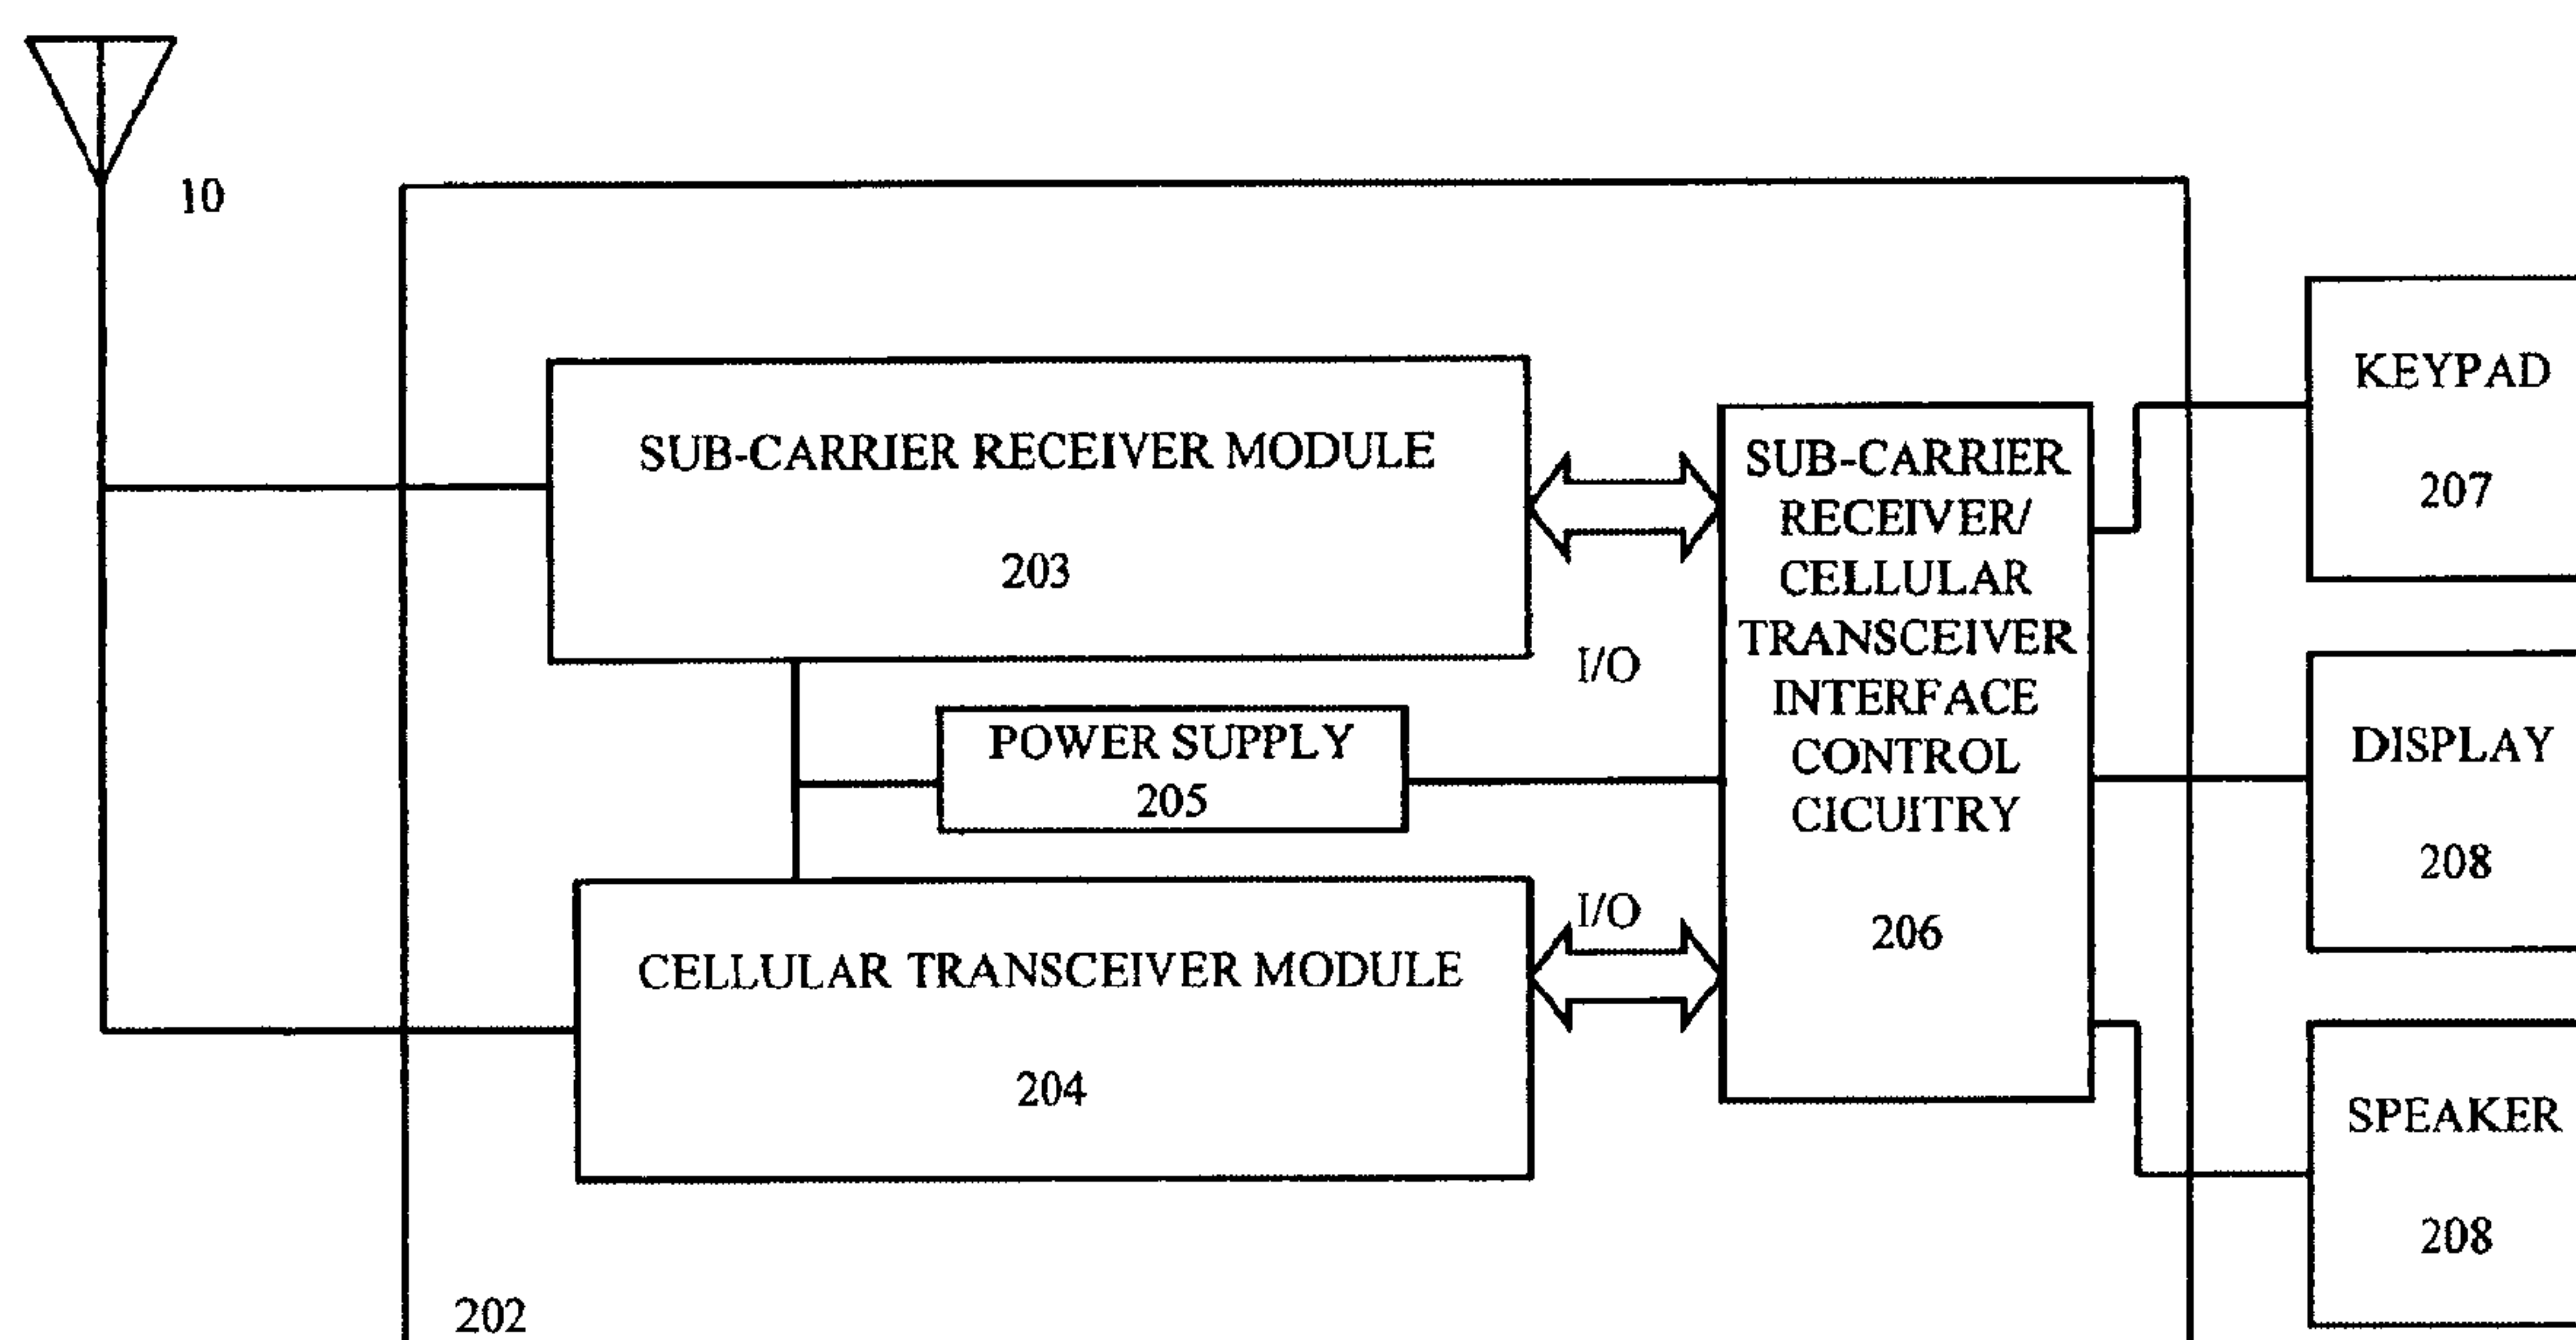 10
SUB-CARRIER RECEIVER MODULE
203
I/O
POWER SUPPLY
205
CELLULAR TRANSCEIVER MODULE
204
I/O
SUB-CARRIER
RECEIVER/
CELLULAR
TRANSCEIVER
INTERFACE
CONTROL
CICUITRY
206
KEYPAD
207
DISPLAY
208
SPEAKER
208
202